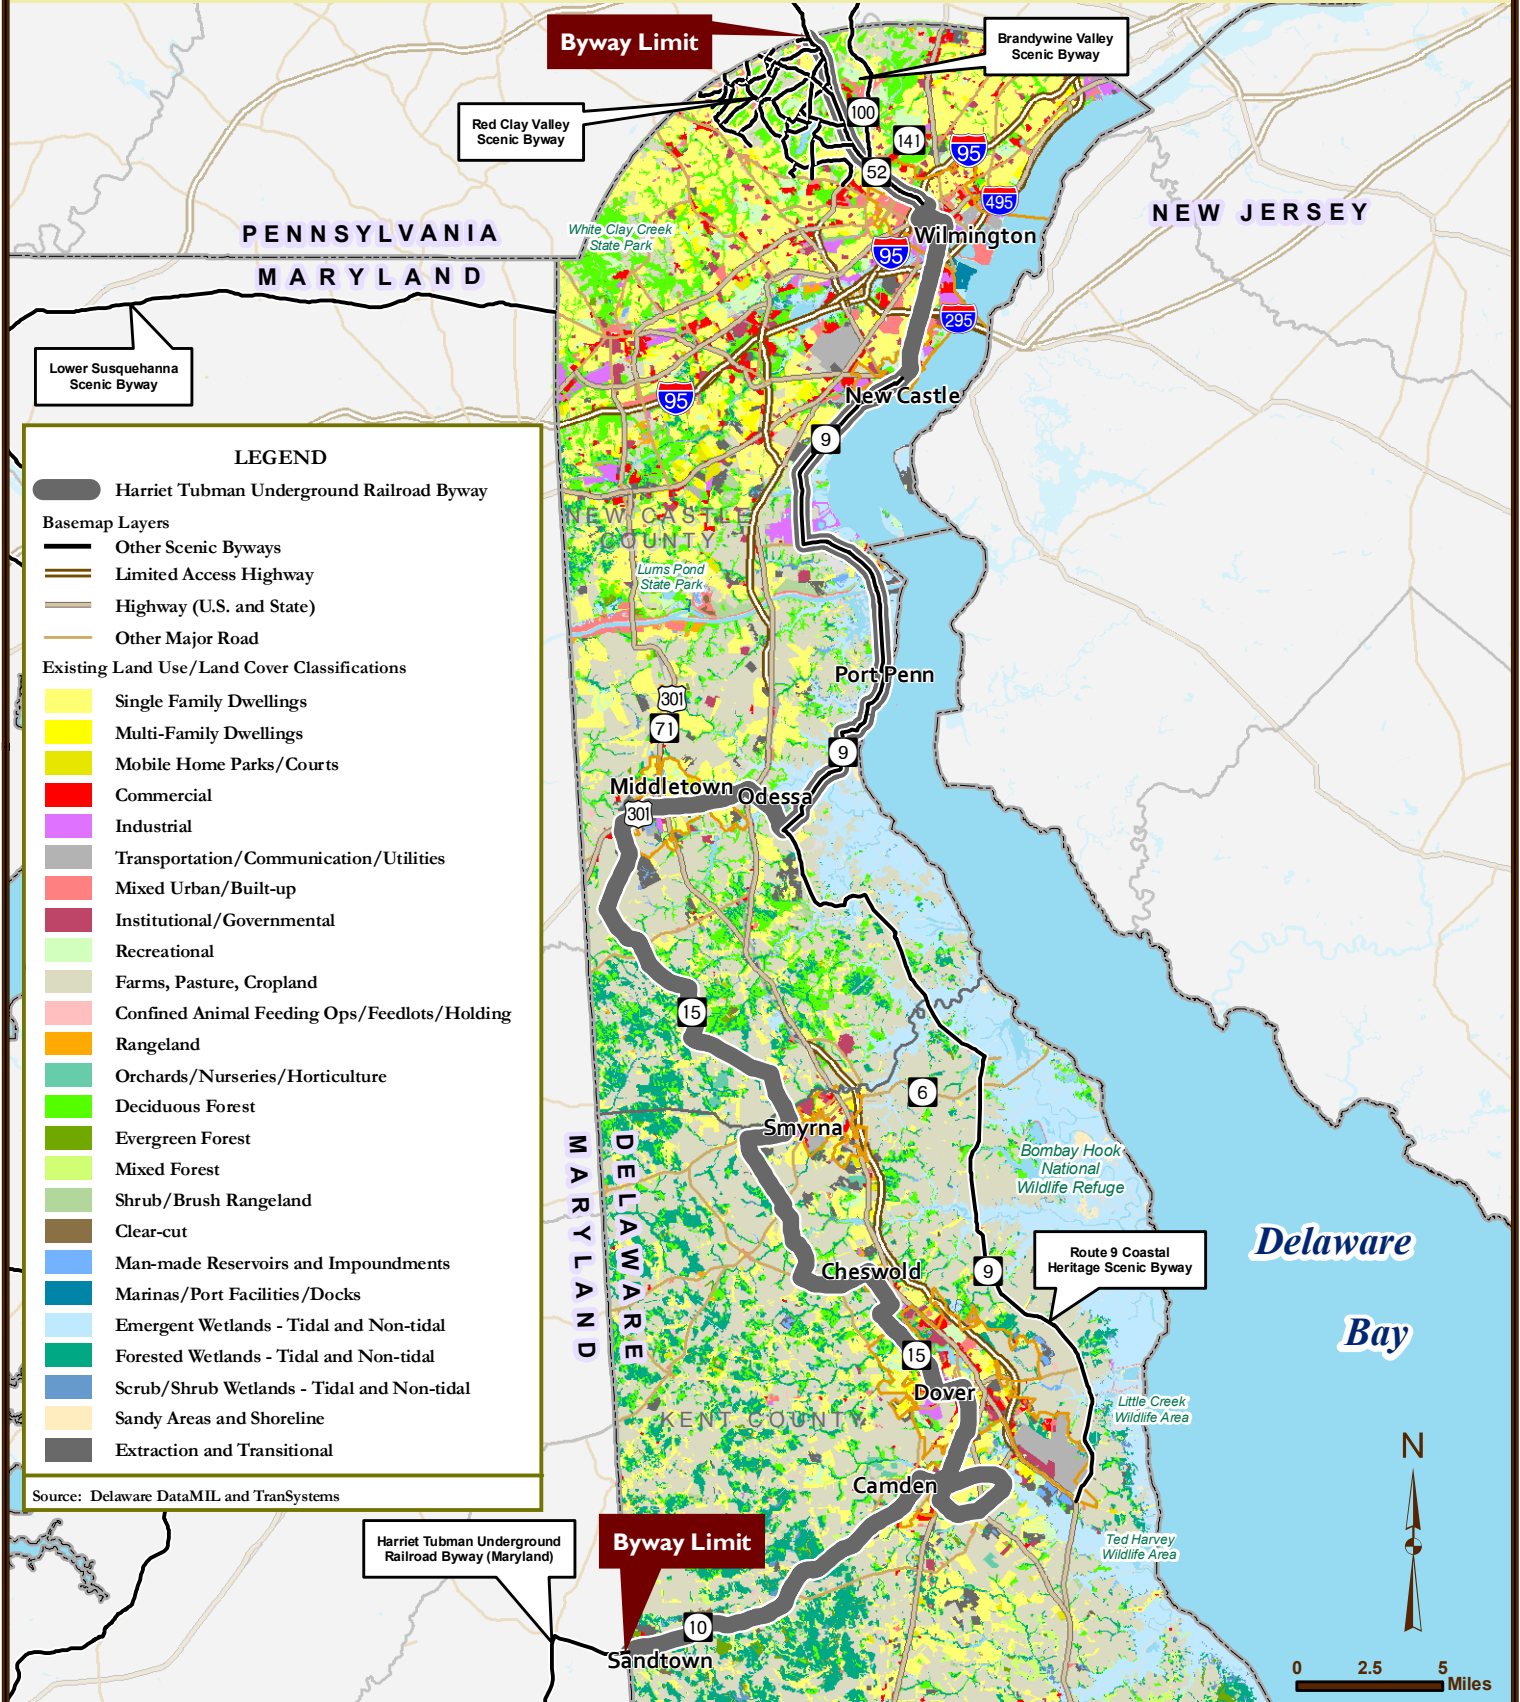 Byway Limit
Brandywine Valley
Scenic Byway
Red Clay Valley
Scenic Byway
100
141
95
52
495
NEW JERSEY
White Clay Creek
State Park
PENNSYLVANIA
Wilmington
95
MARYLAND
295
Lower Susquehanna
Scenic Byway
95
New Castle
9
LEGEND
Harriet Tubman Underground Railroad Byway
Basemap Layers
Other Scenic Byways
Limited Access Highway
Highway (U.S. and State)
Other Major Road
Existing Land Use/Land Cover Classifications
Single Family Dwellings
Multi-Family Dwellings
Mobile Home Parks/Courts
Commercial
Industrial
Transportation/Communication/Utilities
Mixed Urban/Built-up
Institutional/Governmental
Recreational
Farms, Pasture, Cropland
Confined Animal Feeding Ops/Feedlots/Holding
Rangeland
Orchards/Nurseries/Horticulture
Deciduous Forest
Evergreen Forest
Mixed Forest
Shrub/Brush Rangeland
Clear-cut
Man-made Reservoirs and Impoundments
Marinas/Port Facilities/Docks
Emergent Wetlands - Tidal and Non-tidal
Forested Wetlands - Tidal and Non-tidal
Scrub/Shrub Wetlands - Tidal and Non-tidal
Sandy Areas and Shoreline
Extraction and Transitional
Source: Delaware DataMIL and TranSystems
NEW CASTLE
COUNTY
Lums Pond
State Park
Port Penn
301
71
9
Middletown
Odessa
301
15
6
Smyrna
MARYLAND
DELAWARE
Bombay Hook
National
Wildlife Refuge
Delaware
Bay
Route 9 Coastal
Heritage Scenic Byway
9
Cheswold
15
Dover
Little Creek
Wildlife Area
KENT COUNTY
N
Camden
Harriet Tubman Underground
Railroad Byway (Maryland)
Byway Limit
Ted Harvey
Wildlife Area
10
Sandtown
0 2.5 5
Miles